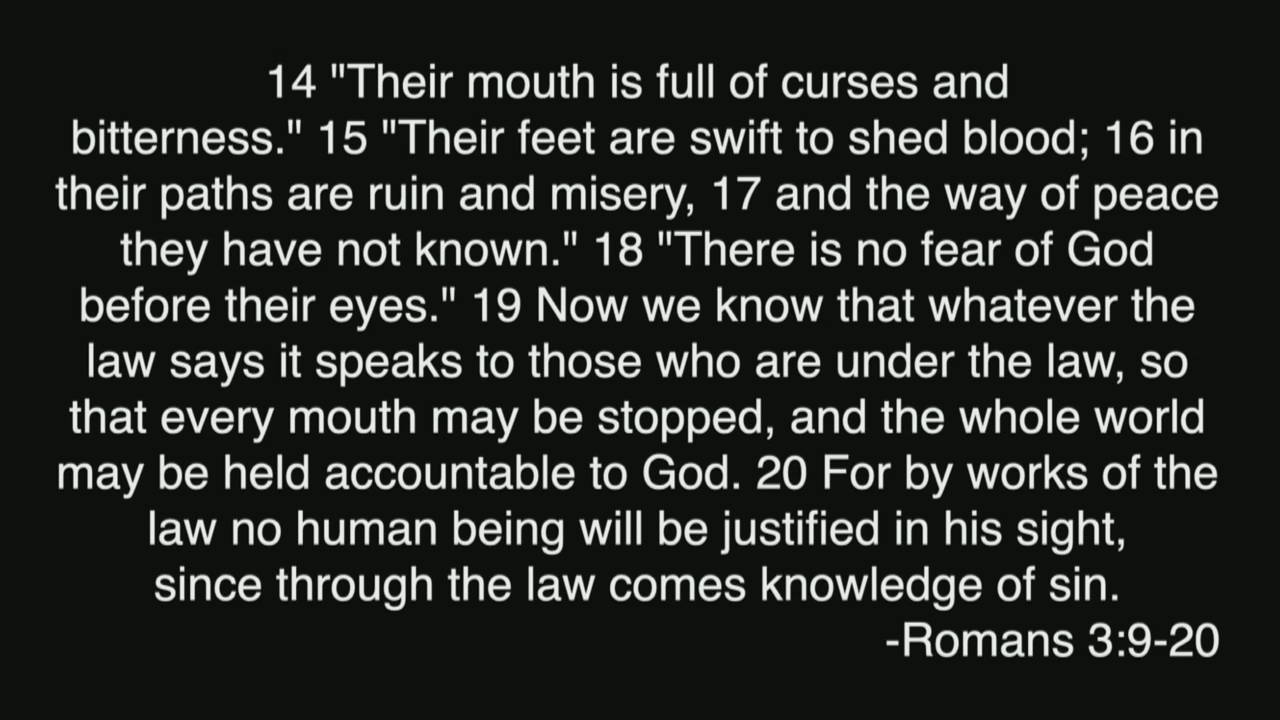 14 "Their mouth is full of curses and
bitterness." 15 "Their feet are swift to shed blood; 16 in
their paths are ruin and misery, 17 and the way of peace
they have not known." 18 "There is no fear of God
before their eyes." 19 Now we know that whatever the
law says it speaks to those who are under the law, so
that every mouth may be stopped, and the whole world
may be held accountable to God. 20 For by works of the
law no human being will be justified in his sight,
since through the law comes knowledge of sin.
-Romans 3:9-20